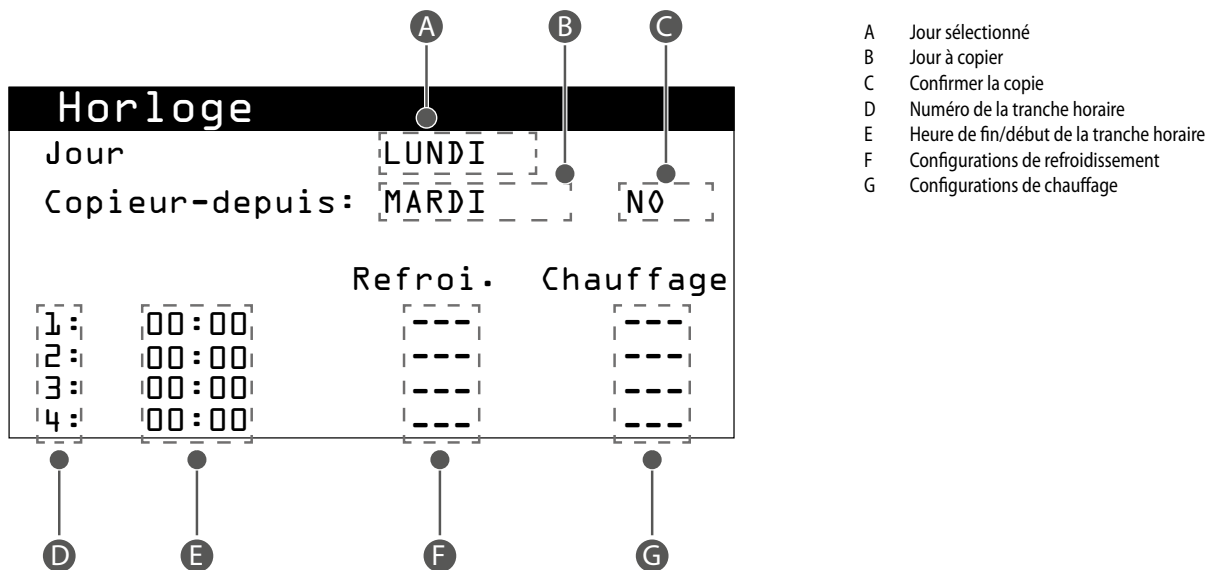 A B C
Horloge
Jour LUNDI
Copieur-depuis: MARDI NO
Refroi. Chauffage
1: 00:00 --- ---
2: 00:00 --- ---
3: 00:00 --- ---
4: 00:00 --- ---
D E F G
A Jour sélectionné
B Jour à copier
C Confirmer la copie
D Numéro de la tranche horaire
E Heure de fin/début de la tranche horaire
F Configurations de refroidissement
G Configurations de chauffage